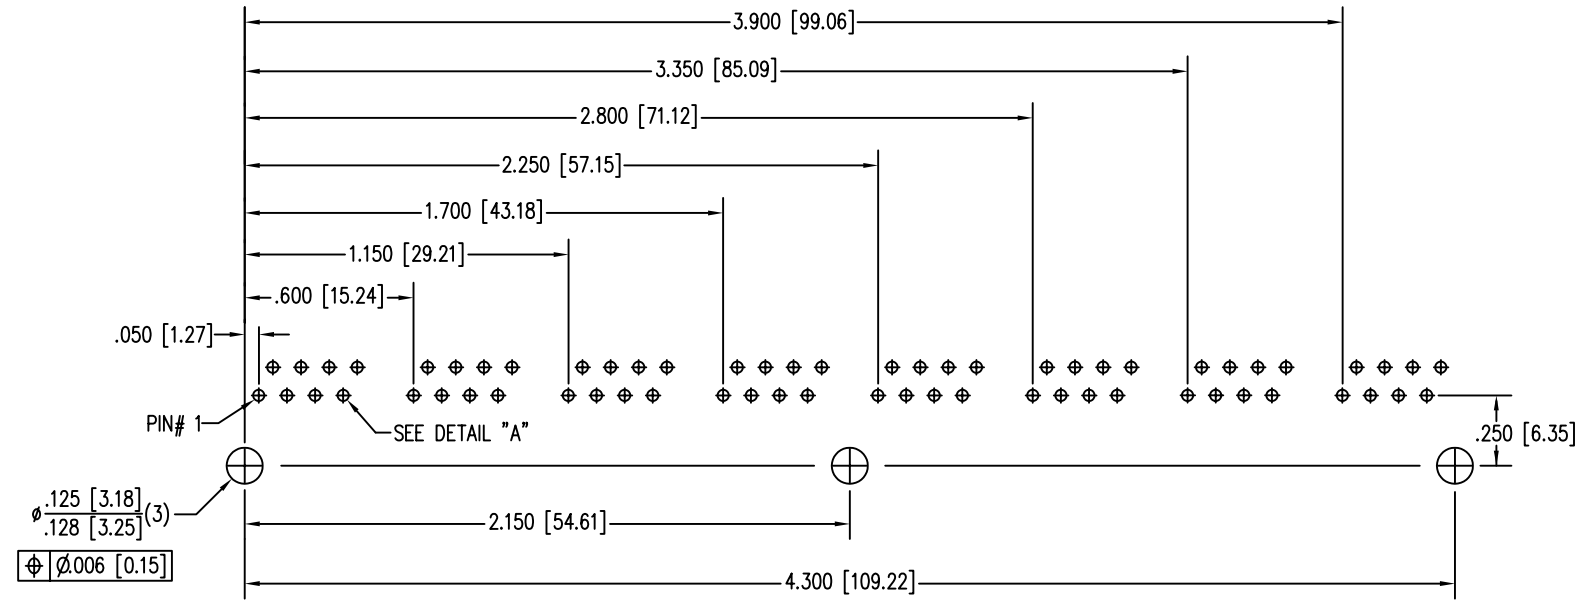 3.900 [99.06]
3.350 [85.09]
2.800 [71.12]
2.250 [57.15]
1.700 [43.18]
1.150 [29.21]
.600 [15.24]
.050 [1.27]
PIN# 1
SEE DETAIL "A"
.250 [6.35]
ø .125 [3.18]
.128 [3.25] (3)
2.150 [54.61]
Ø.006 [0.15]
4.300 [109.22]